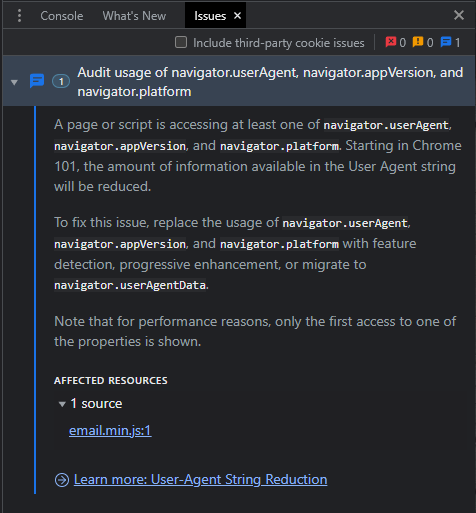 Console What's New Issues
Include third-party cookie issues 0 0 1
1 Audit usage of navigator.userAgent, navigator.appVersion, and
navigator.platform
A page or script is accessing at least one of navigator.userAgent,
navigator.appVersion, and navigator.platform. Starting in Chrome
101, the amount of information available in the User Agent string
will be reduced.
To fix this issue, replace the usage of navigator.userAgent,
navigator.appVersion, and navigator.platform with feature
detection, progressive enhancement, or migrate to
navigator.userAgentData.
Note that for performance reasons, only the first access to one of
the properties is shown.
AFFECTED RESOURCES
1 source
email.min.js:1
Learn more: User-Agent String Reduction